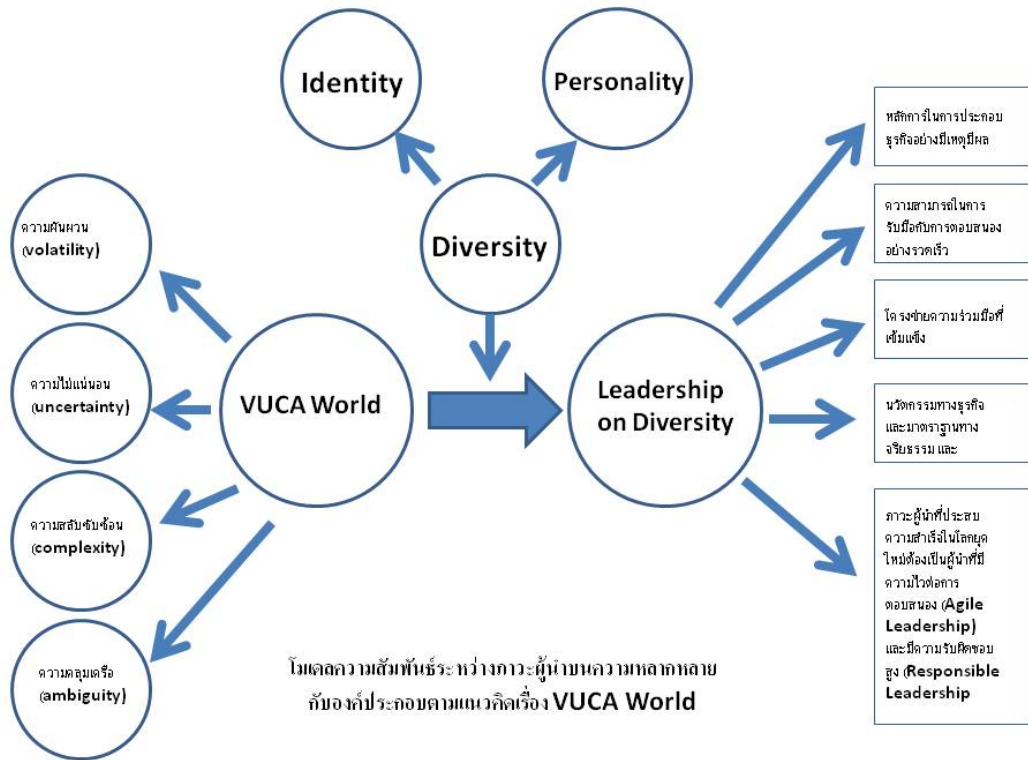 Identity
Personality
Diversity
ความผันผวน
(volatility)
ความไม่แน่นอน
(uncertainty)
ความสลับซับซ้อน
(complexity)
ความคลุมเครือ
(ambiguity)
VUCA World
Leadership
on Diversity
หลักการในการประกอบ
ธุรกิจอย่างมีเหตุมีผล
ความสามารถในการ
รับมือกับการตอบสนอง
อย่างรวดเร็ว
โครงข่ายความร่วมมือที่
เข้มแข็ง
นวัตกรรมทางธุรกิจ
และมาตราฐานทาง
จริยธรรม และ
ภาวะผู้นำที่ประสบ
ความสำเร็จในโลกยุค
ใหม่ต้องเป็นผู้นำที่มี
ความไวต่อการ
ตอบสนอง (Agile
Leadership)
และมีความรับผิดชอบ
สูง (Responsible
Leadership
โมเดลความสัมพันธ์ระหว่างภาวะผู้นำบนความหลากหลาย
กับองค์ประกอบตามแนวคิดเรื่อง VUCA World